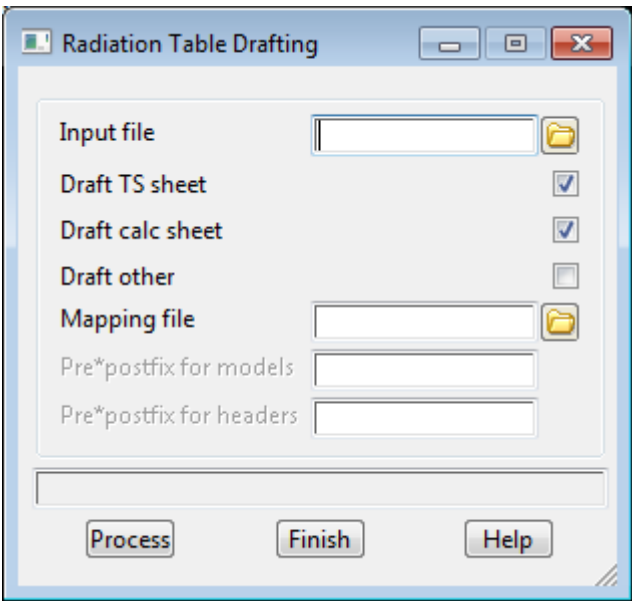 Radiation Table Drafting
Input file
Draft TS sheet
Draft calc sheet
Draft other
Mapping file
Pre*postfix for models
Pre*postfix for headers
Process Finish Help